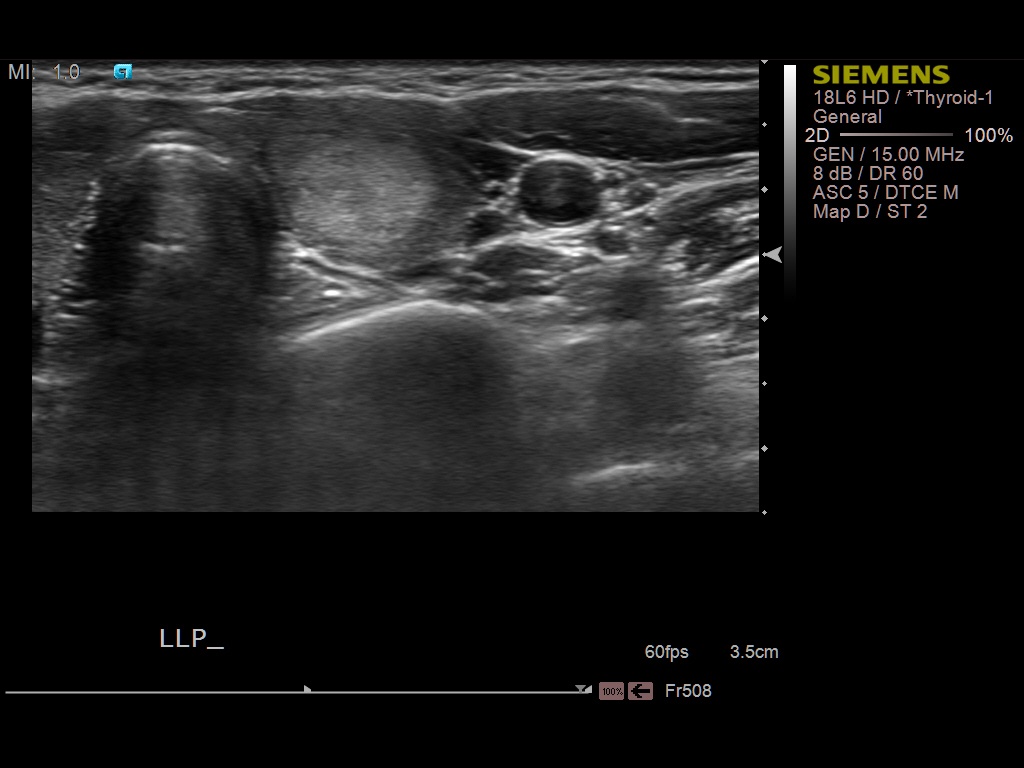 MI: 1.0
SIEMENS
18L6 HD / *Thyroid-1
General
2D 100%
GEN / 15.00 MHz
8 dB / DR 60
ASC 5 / DTCE M
Map D / ST 2
LLP_
60fps 3.5cm
100% Fr508